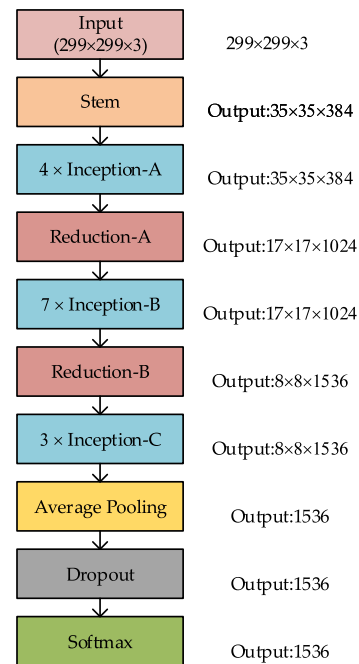 Input
(299×299×3)
299×299×3
Stem
Output:35×35×384
4 × Inception-A
Output:35×35×384
Reduction-A
Output:17×17×1024
7 × Inception-B
Output:17×17×1024
Reduction-B
Output:8×8×1536
3 × Inception-C
Output:8×8×1536
Average Pooling
Output:1536
Dropout
Output:1536
Softmax
Output:1536